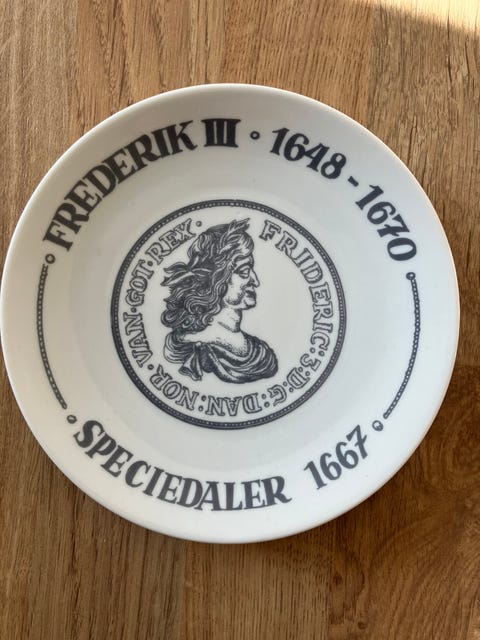 FREDERIK III · 1648 - 1670
FRIDERIC·3·D·G·DAN·NOR·VAN·GOT·REX·
SPECIEDALER 1667